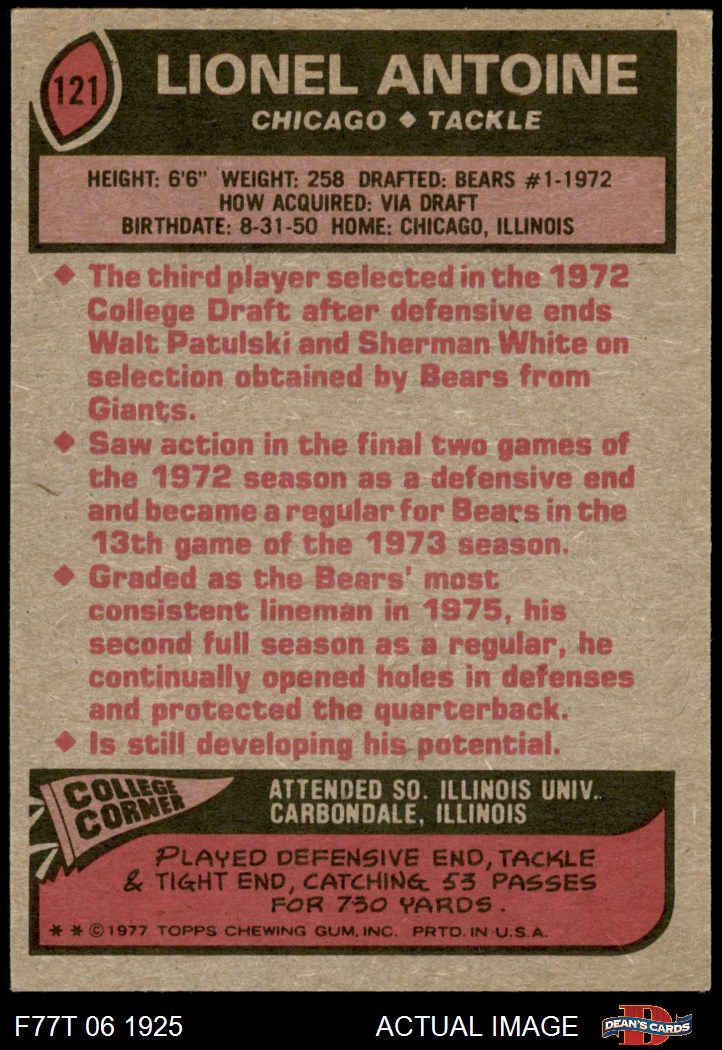 121
LIONEL ANTOINE
CHICAGO ◆ TACKLE
HEIGHT: 6'6" WEIGHT: 258 DRAFTED: BEARS #1-1972
HOW ACQUIRED: VIA DRAFT
BIRTHDATE: 8-31-50 HOME: CHICAGO, ILLINOIS
◆ The third player selected in the 1972
College Draft after defensive ends
Walt Patulski and Sherman White on
selection obtained by Bears from
Giants.
◆ Saw action in the final two games of
the 1972 season as a defensive end
and became a regular for Bears in the
13th game of the 1973 season.
◆ Graded as the Bears' most
consistent lineman in 1975, his
second full season as a regular, he
continually opened holes in defenses
and protected the quarterback.
◆ Is still developing his potential.
COLLEGE
CORNER
ATTENDED SO. ILLINOIS UNIV..
CARBONDALE, ILLINOIS
PLAYED DEFENSIVE END, TACKLE
& TIGHT END, CATCHING 53 PASSES
FOR 730 YARDS.
* * © 1977 TOPPS CHEWING GUM, INC. PRTD. IN U.S.A.
F77T 06 1925
ACTUAL IMAGE
D
DEAN'S CARDS